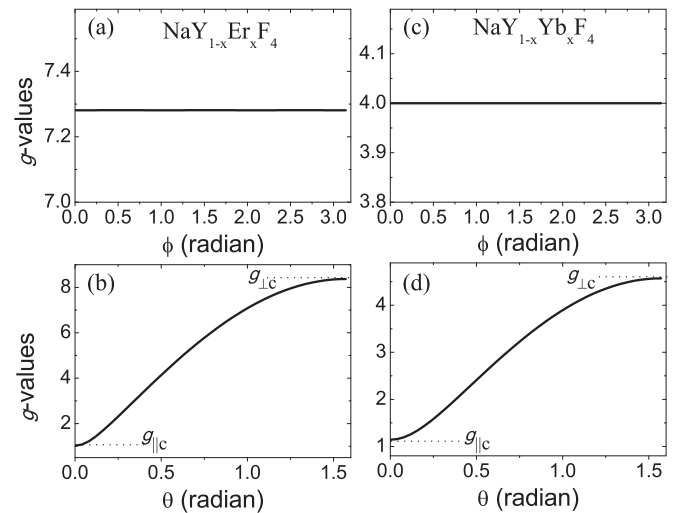 (a) NaY1-xErxF4
7.4
7.2
7.0
g-values
0.0 0.5 1.0 1.5 2.0 2.5 3.0
ϕ (radian)
(c) NaY1-xYbxF4
4.1
4.0
3.9
3.8
0.0 0.5 1.0 1.5 2.0 2.5 3.0
ϕ (radian)
(b)
g⊥c
8
6
4
2
g-values
g||c
0.0 0.5 1.0 1.5
θ (radian)
(d)
g⊥c
4
3
2
1
g||c
0.0 0.5 1.0 1.5
θ (radian)